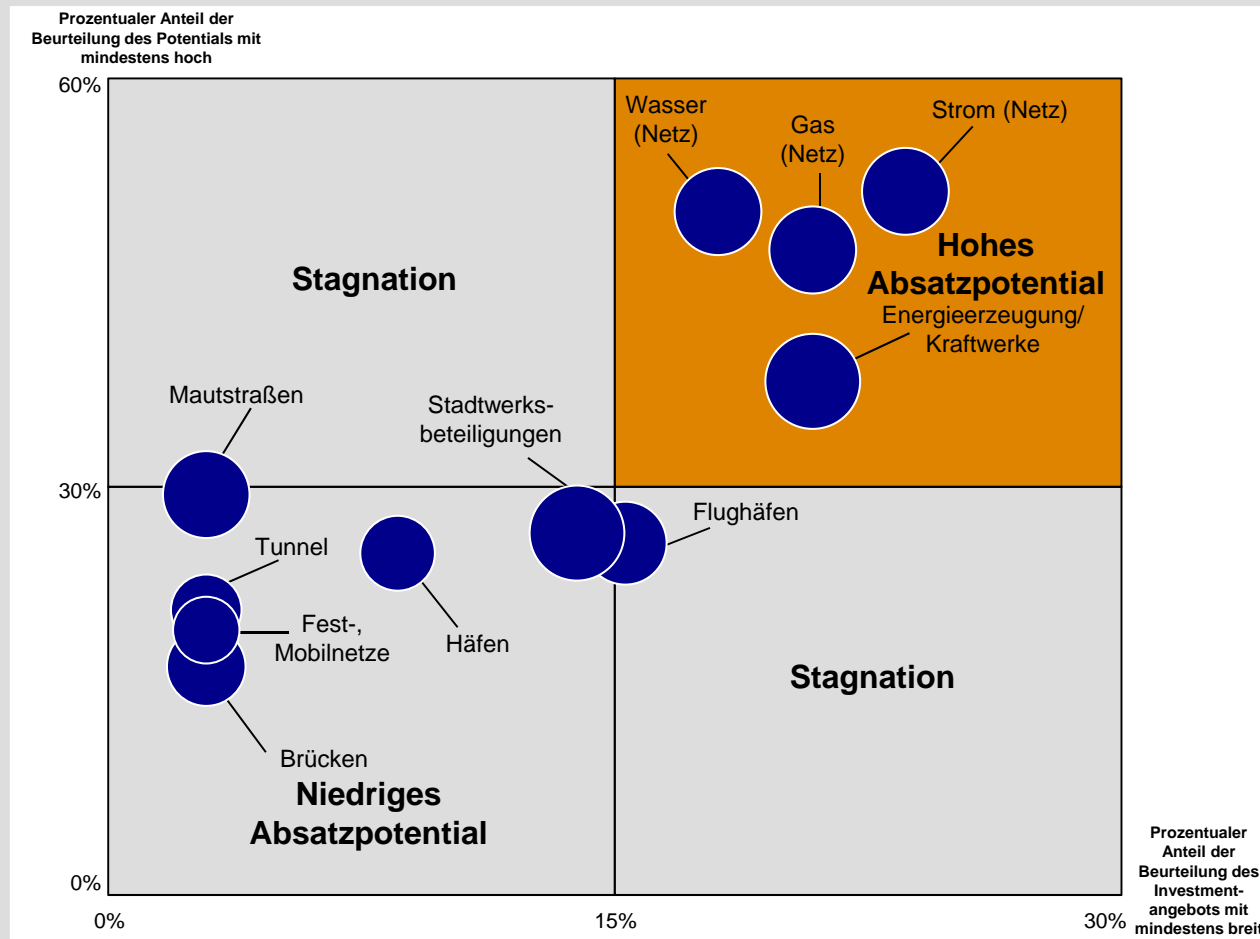 Prozentualer Anteil der
Beurteilung des Potentials mit
mindestens hoch
60%
Wasser
(Netz)
Gas
(Netz)
Strom (Netz)
Stagnation
Hohes
Absatzpotential
Energieerzeugung/
Kraftwerke
Mautstraßen
Stadtwerks-
beteiligungen
30%
Flughäfen
Tunnel
Fest-,
Mobilnetze
Häfen
Stagnation
Brücken
Niedriges
Absatzpotential
0%
0%
15%
30%
Prozentualer
Anteil der
Beurteilung des
Investment-
angebots mit
mindestens breit